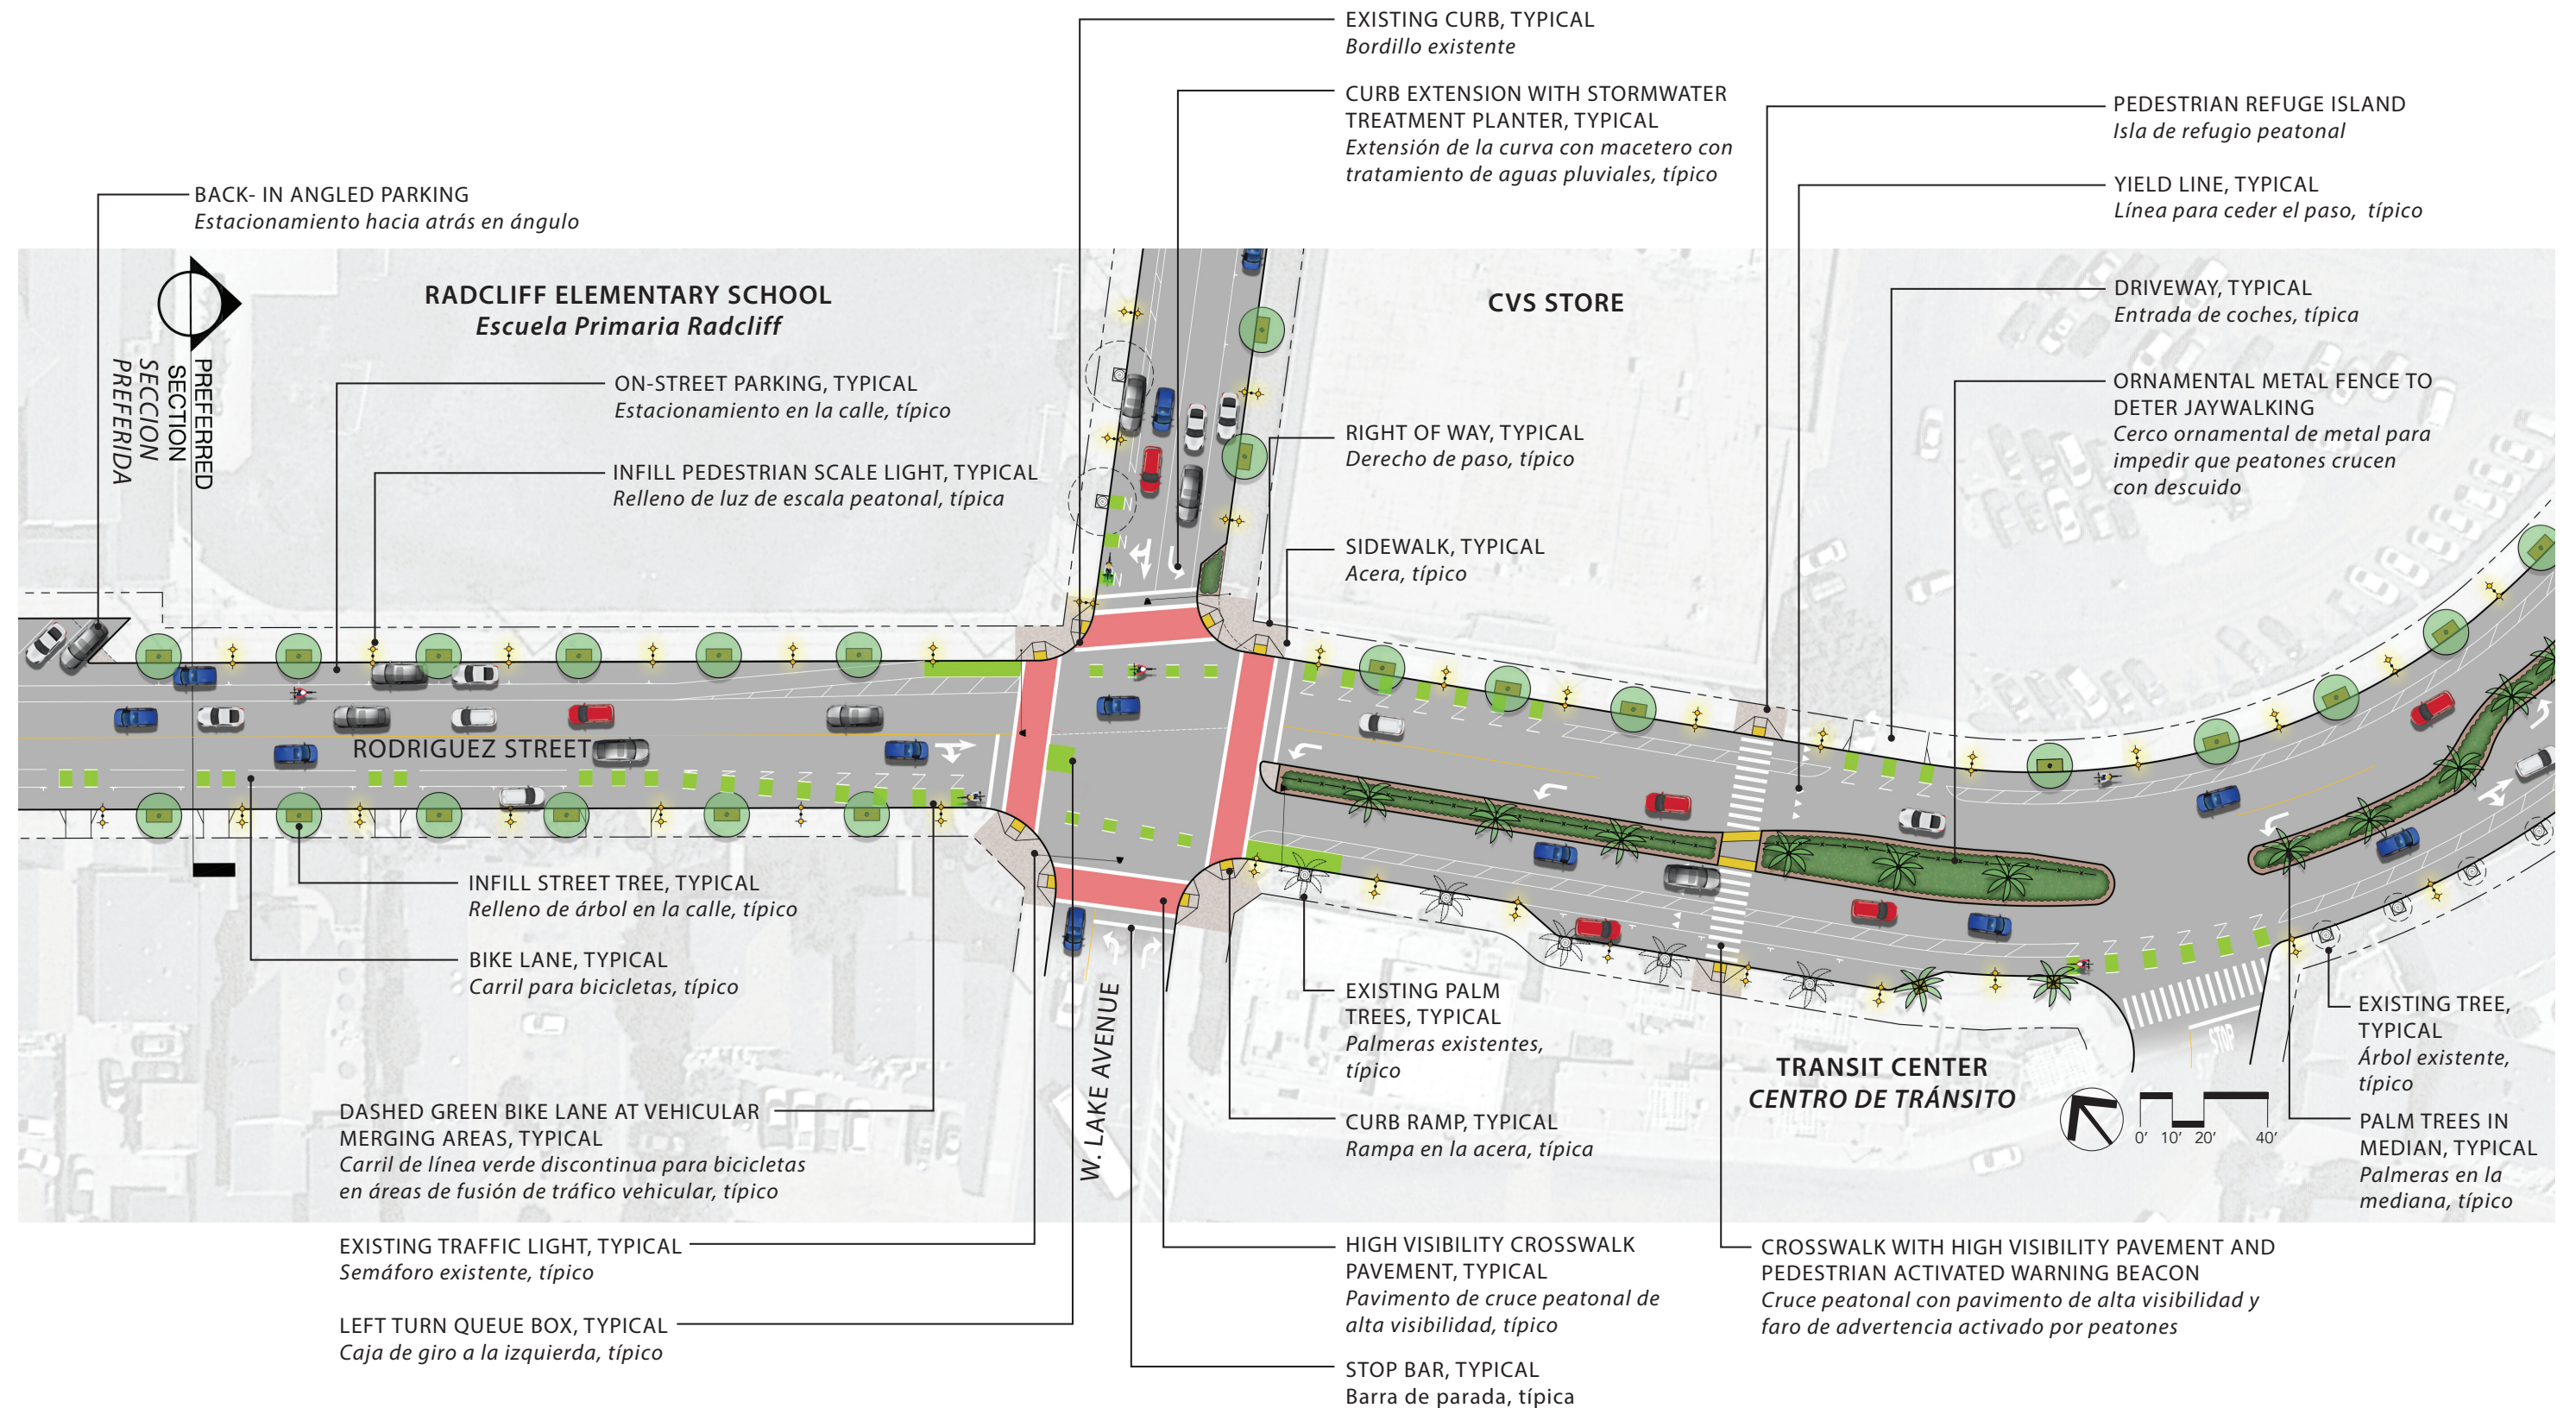 EXISTING CURB, TYPICAL
Bordillo existente
CURB EXTENSION WITH STORMWATER
TREATMENT PLANTER, TYPICAL
Extensión de la curva con macetero con
tratamiento de aguas pluviales, típico
PEDESTRIAN REFUGE ISLAND
Isla de refugio peatonal
YIELD LINE, TYPICAL
Línea para ceder el paso, típico
BACK- IN ANGLED PARKING
Estacionamiento hacia atrás en ángulo
RADCLIFF ELEMENTARY SCHOOL
Escuela Primaria Radcliff
CVS STORE
DRIVEWAY, TYPICAL
Entrada de coches, típica
PREFERRED
SECTION
SECCION
PREFERIDA
ON-STREET PARKING, TYPICAL
Estacionamiento en la calle, típico
ORNAMENTAL METAL FENCE TO
DETER JAYWALKING
Cerco ornamental de metal para
impedir que peatones crucen
con descuido
RIGHT OF WAY, TYPICAL
Derecho de paso, típico
INFILL PEDESTRIAN SCALE LIGHT, TYPICAL
Relleno de luz de escala peatonal, típica
SIDEWALK, TYPICAL
Acera, típico
RODRIGUEZ STREET
INFILL STREET TREE, TYPICAL
Relleno de árbol en la calle, típico
BIKE LANE, TYPICAL
Carril para bicicletas, típico
W. LAKE AVENUE
EXISTING PALM
TREES, TYPICAL
Palmeras existentes,
típico
STOP
EXISTING TREE,
TYPICAL
Árbol existente,
típico
TRANSIT CENTER
CENTRO DE TRÁNSITO
0' 10' 20' 40'
DASHED GREEN BIKE LANE AT VEHICULAR
MERGING AREAS, TYPICAL
Carril de línea verde discontinua para bicicletas
en áreas de fusión de tráfico vehicular, típico
CURB RAMP, TYPICAL
Rampa en la acera, típica
PALM TREES IN
MEDIAN, TYPICAL
Palmeras en la
mediana, típico
EXISTING TRAFFIC LIGHT, TYPICAL
Semáforo existente, típico
HIGH VISIBILITY CROSSWALK
PAVEMENT, TYPICAL
Pavimento de cruce peatonal de
alta visibilidad, típico
CROSSWALK WITH HIGH VISIBILITY PAVEMENT AND
PEDESTRIAN ACTIVATED WARNING BEACON
Cruce peatonal con pavimento de alta visibilidad y
faro de advertencia activado por peatones
LEFT TURN QUEUE BOX, TYPICAL
Caja de giro a la izquierda, típico
STOP BAR, TYPICAL
Barra de parada, típica